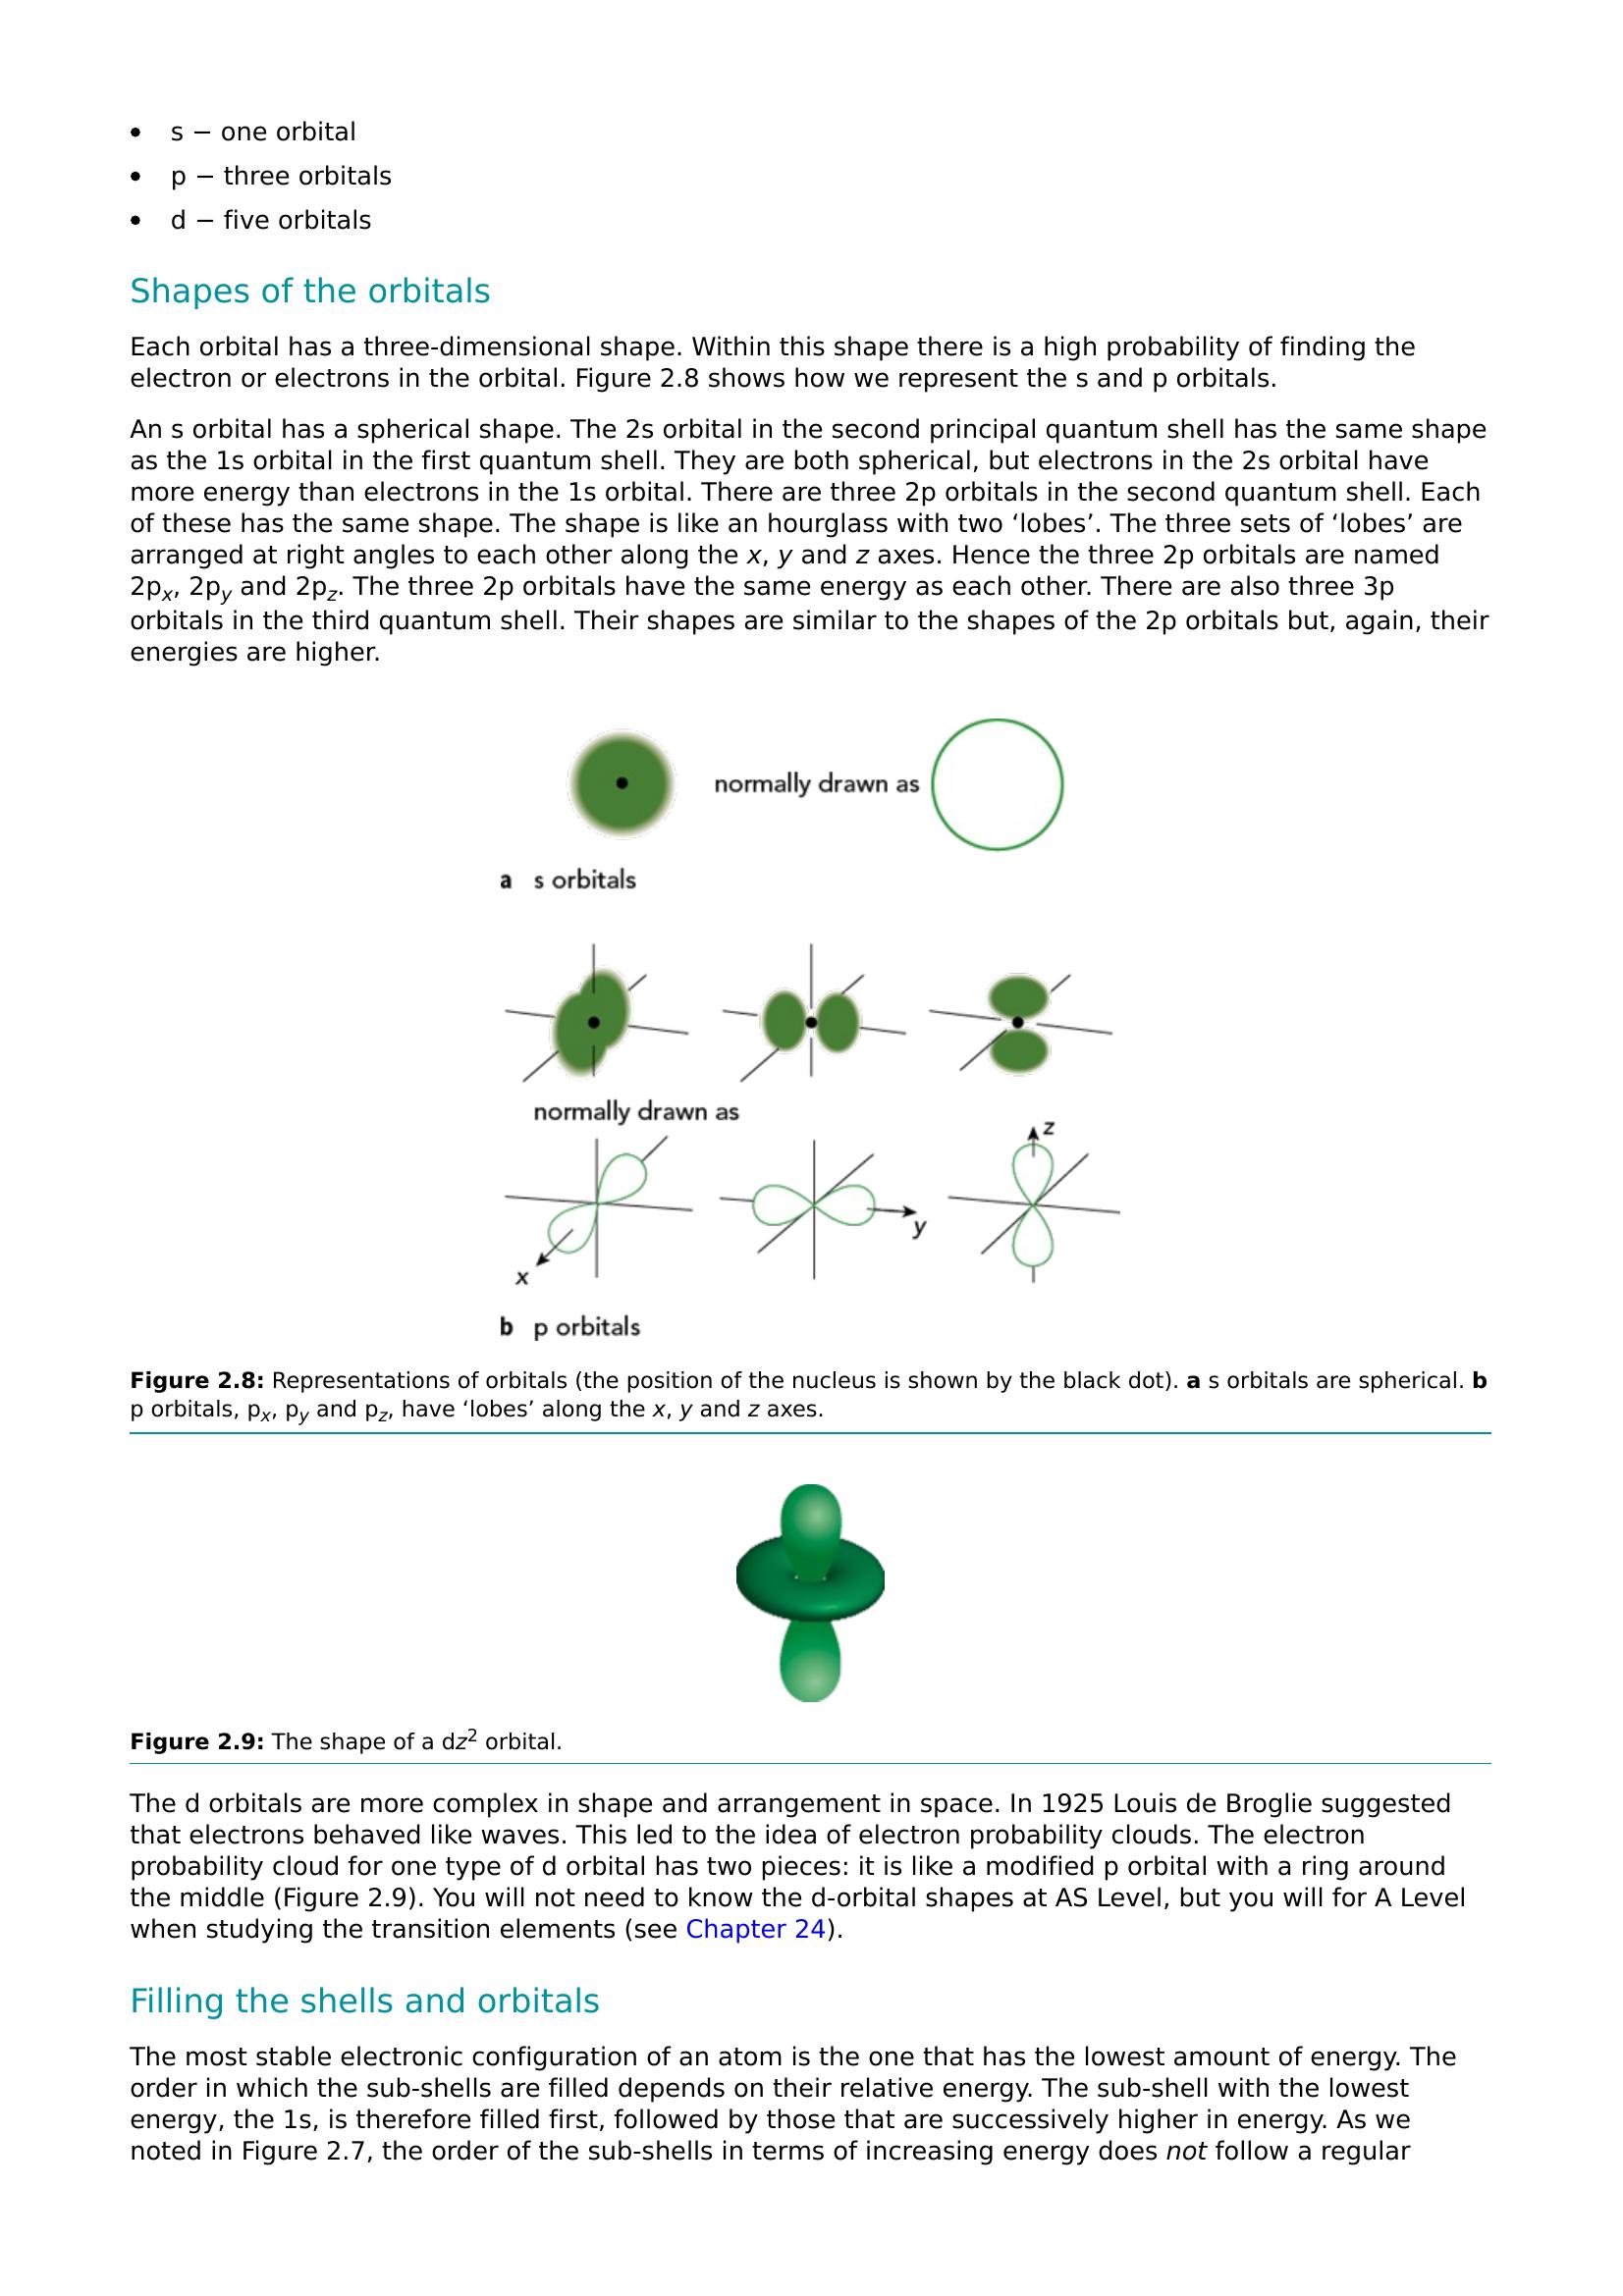 • s − one orbital
• p − three orbitals
• d − five orbitals
Shapes of the orbitals
Each orbital has a three-dimensional shape. Within this shape there is a high probability of finding the
electron or electrons in the orbital. Figure 2.8 shows how we represent the s and p orbitals.
An s orbital has a spherical shape. The 2s orbital in the second principal quantum shell has the same shape
as the 1s orbital in the first quantum shell. They are both spherical, but electrons in the 2s orbital have
more energy than electrons in the 1s orbital. There are three 2p orbitals in the second quantum shell. Each
of these has the same shape. The shape is like an hourglass with two ‘lobes’. The three sets of ‘lobes’ are
arranged at right angles to each other along the x, y and z axes. Hence the three 2p orbitals are named
2pₓ, 2py and 2pz. The three 2p orbitals have the same energy as each other. There are also three 3p
orbitals in the third quantum shell. Their shapes are similar to the shapes of the 2p orbitals but, again, their
energies are higher.
normally drawn as
a s orbitals
normally drawn as
z
y
x
b p orbitals
Figure 2.8: Representations of orbitals (the position of the nucleus is shown by the black dot). a s orbitals are spherical. b
p orbitals, pₓ, py and pz, have ‘lobes’ along the x, y and z axes.
Figure 2.9: The shape of a dz² orbital.
The d orbitals are more complex in shape and arrangement in space. In 1925 Louis de Broglie suggested
that electrons behaved like waves. This led to the idea of electron probability clouds. The electron
probability cloud for one type of d orbital has two pieces: it is like a modified p orbital with a ring around
the middle (Figure 2.9). You will not need to know the d-orbital shapes at AS Level, but you will for A Level
when studying the transition elements (see Chapter 24).
Filling the shells and orbitals
The most stable electronic configuration of an atom is the one that has the lowest amount of energy. The
order in which the sub-shells are filled depends on their relative energy. The sub-shell with the lowest
energy, the 1s, is therefore filled first, followed by those that are successively higher in energy. As we
noted in Figure 2.7, the order of the sub-shells in terms of increasing energy does not follow a regular